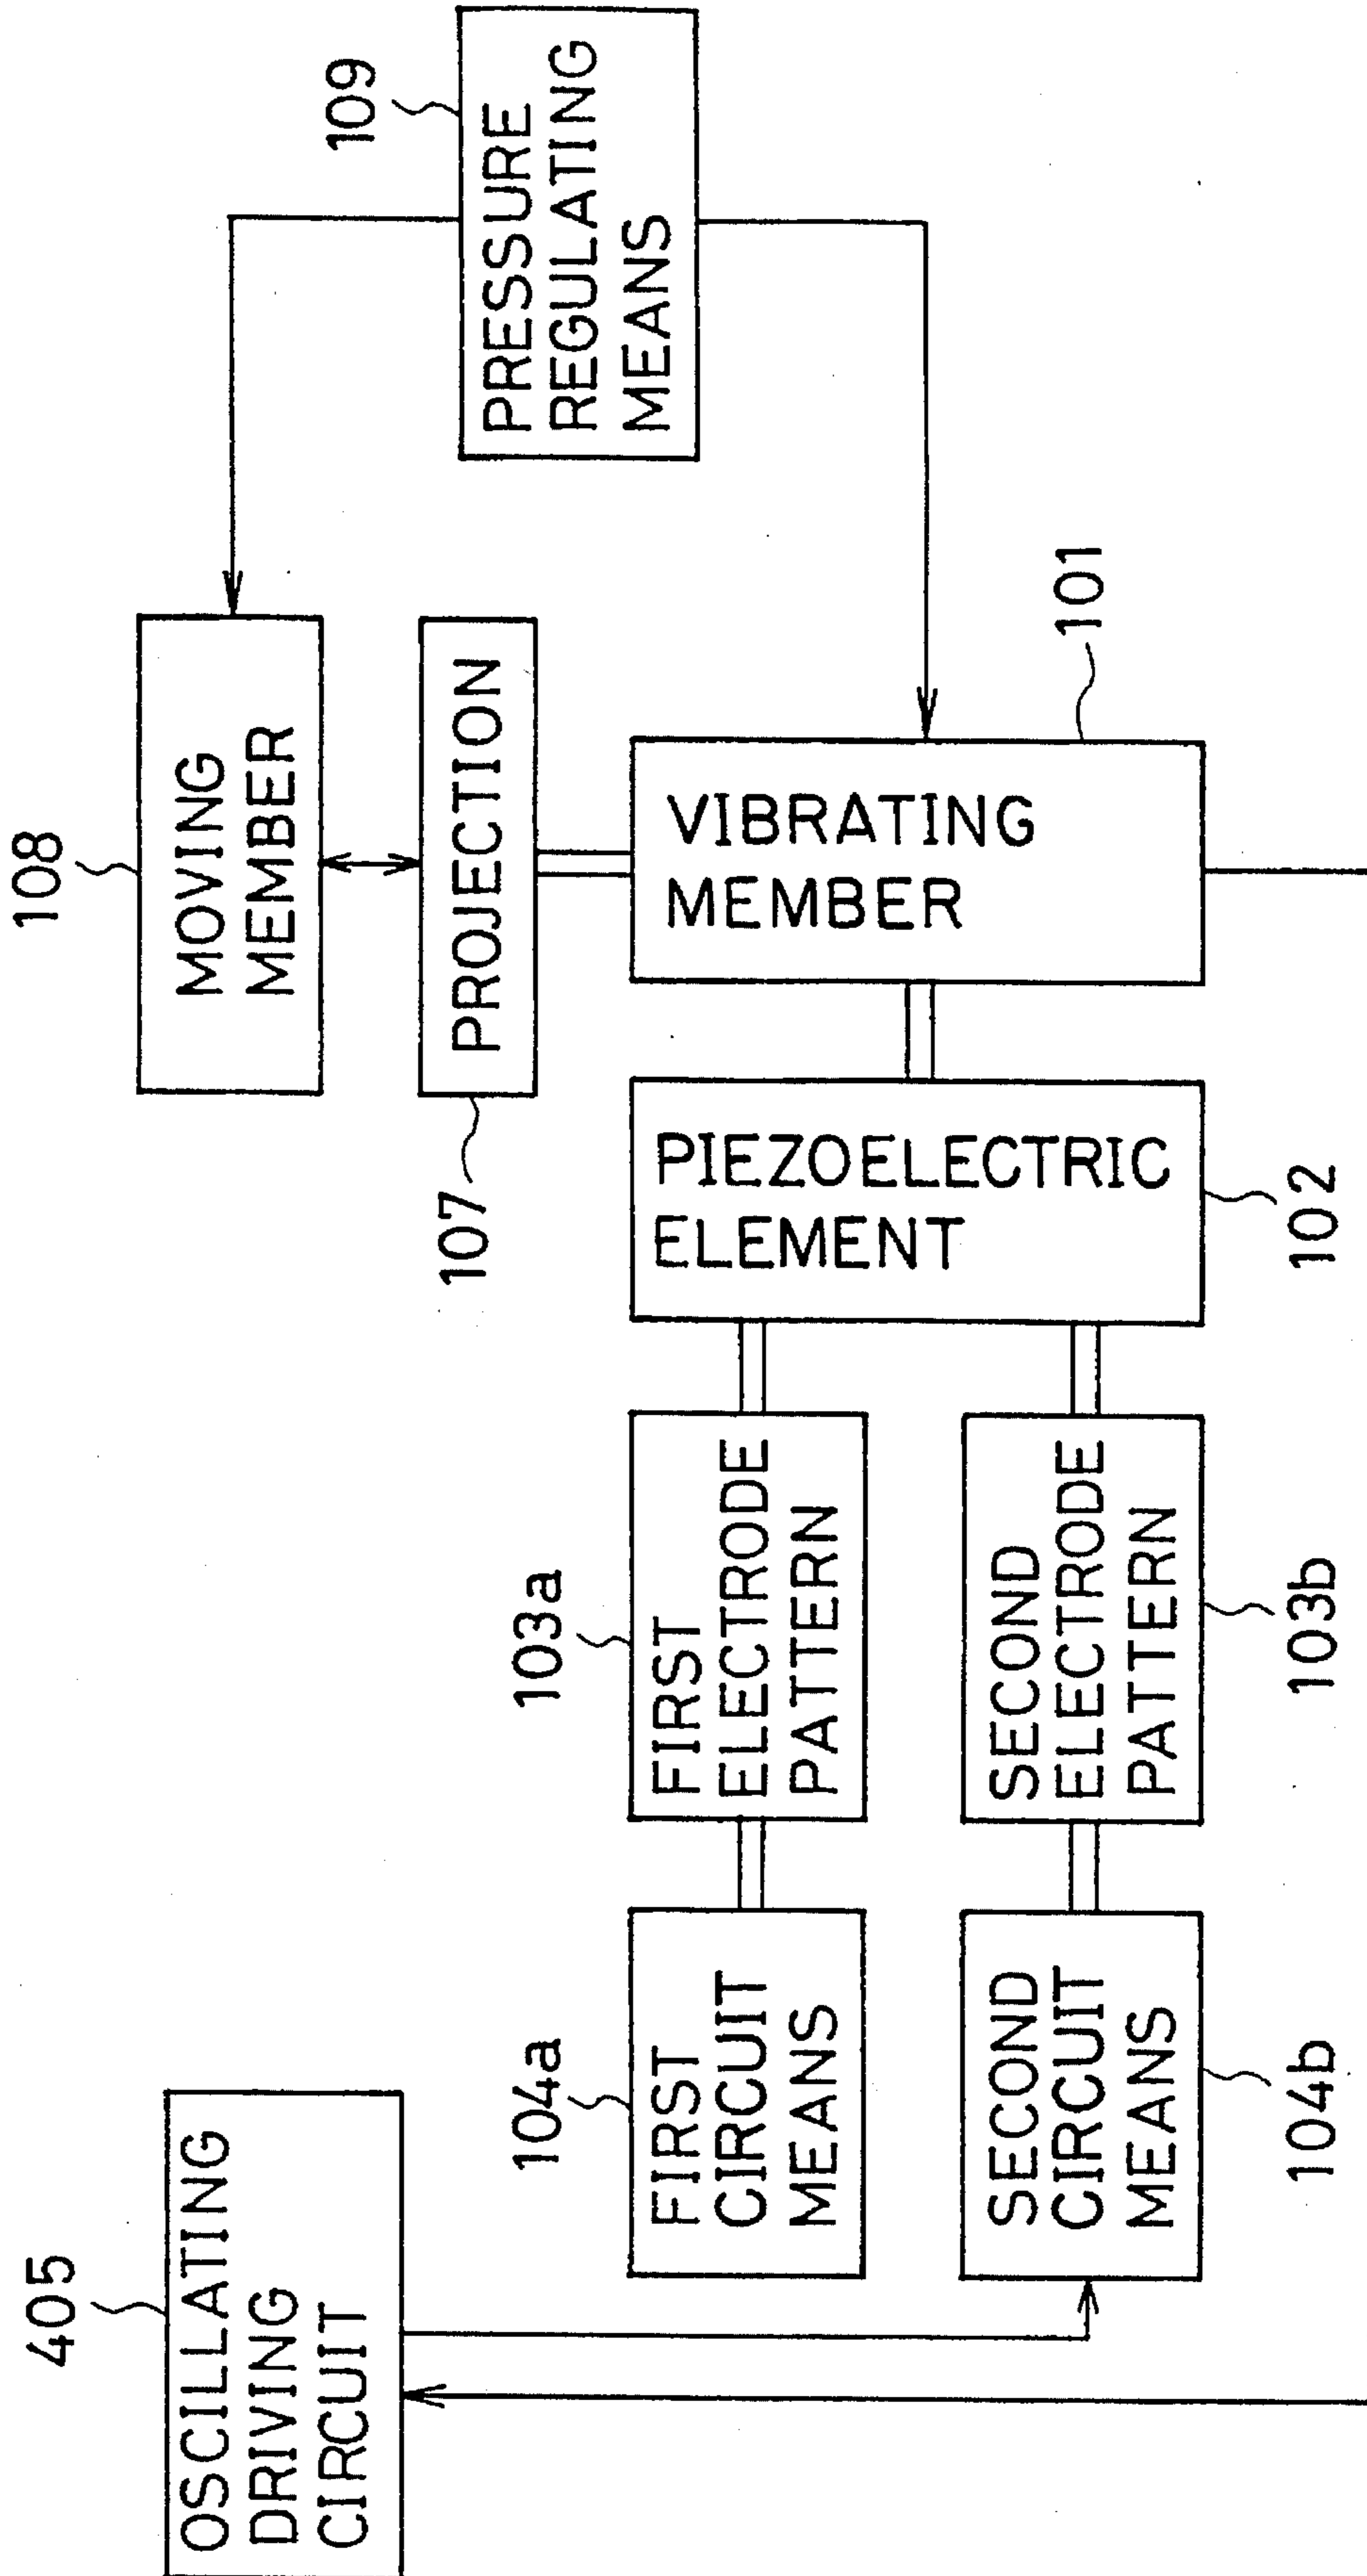 405
OSCILLATING
DRIVING
CIRCUIT
104a
FIRST
CIRCUIT
MEANS
SECOND
CIRCUIT
MEANS
104b
103a
FIRST
ELECTRODE
PATTERN
SECOND
ELECTRODE
PATTERN
103b
PIEZOELECTRIC
ELEMENT
102
108
MOVING
MEMBER
PROJECTION
107
VIBRATING
MEMBER
101
109
PRESSURE
REGULATING
MEANS